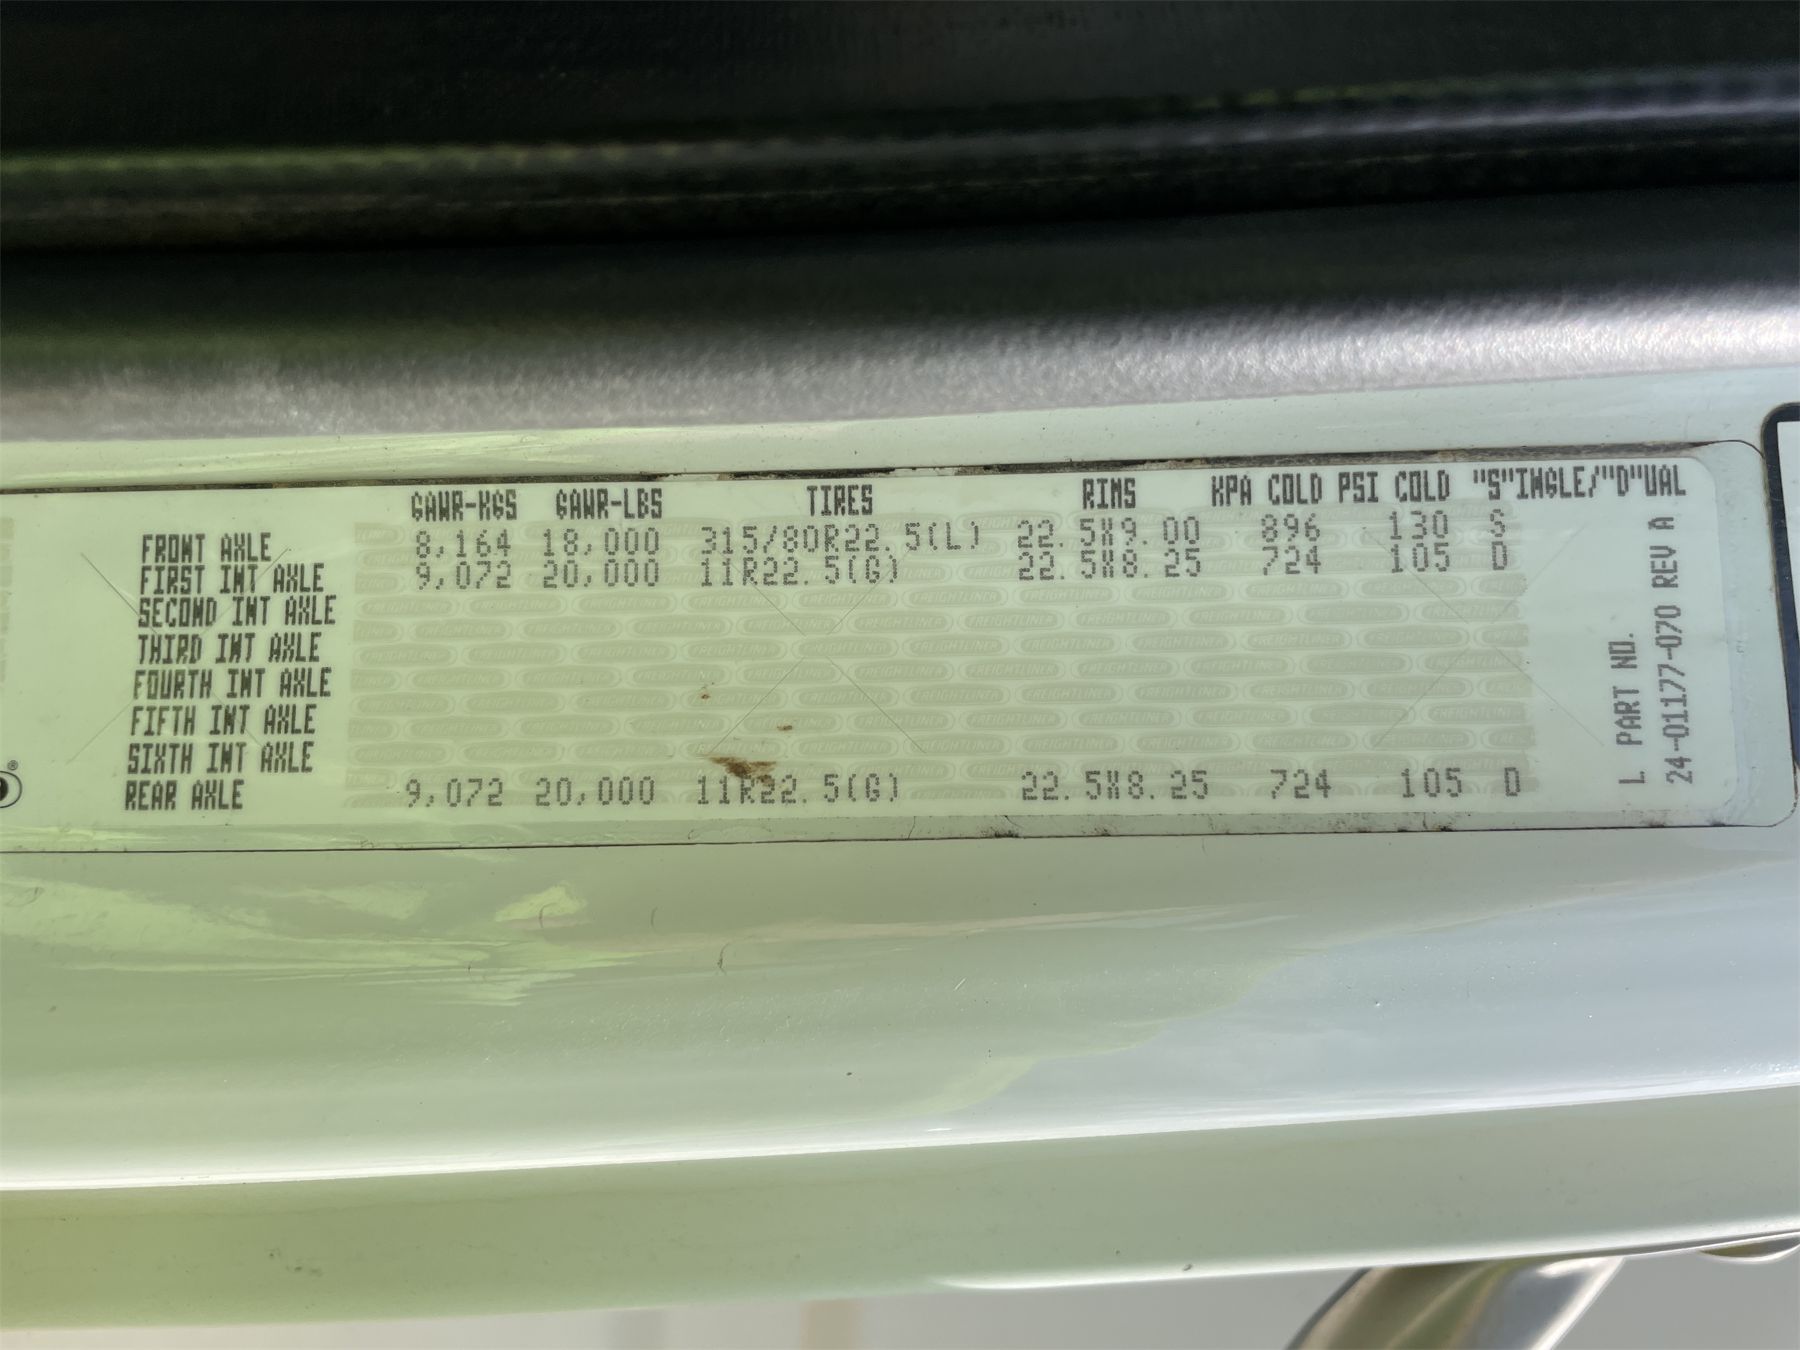 GAWR-KGS GAWR-LBS TIRES RIMS KPA COLD PSI COLD "S"INGLE/"D"UAL
FRONT AXLE 8,164 18,000 315/80R22.5(L) 22.5X9.00 896 130 S
FIRST INT AXLE 9,072 20,000 11R22.5(G) 22.5X8.25 724 105 D
SECOND INT AXLE
THIRD INT AXLE
FOURTH INT AXLE
FIFTH INT AXLE
SIXTH INT AXLE
REAR AXLE 9,072 20,000 11R22.5(G) 22.5X8.25 724 105 D
L PART NO.
24-01177-070 REV A
FREIGHTLINER